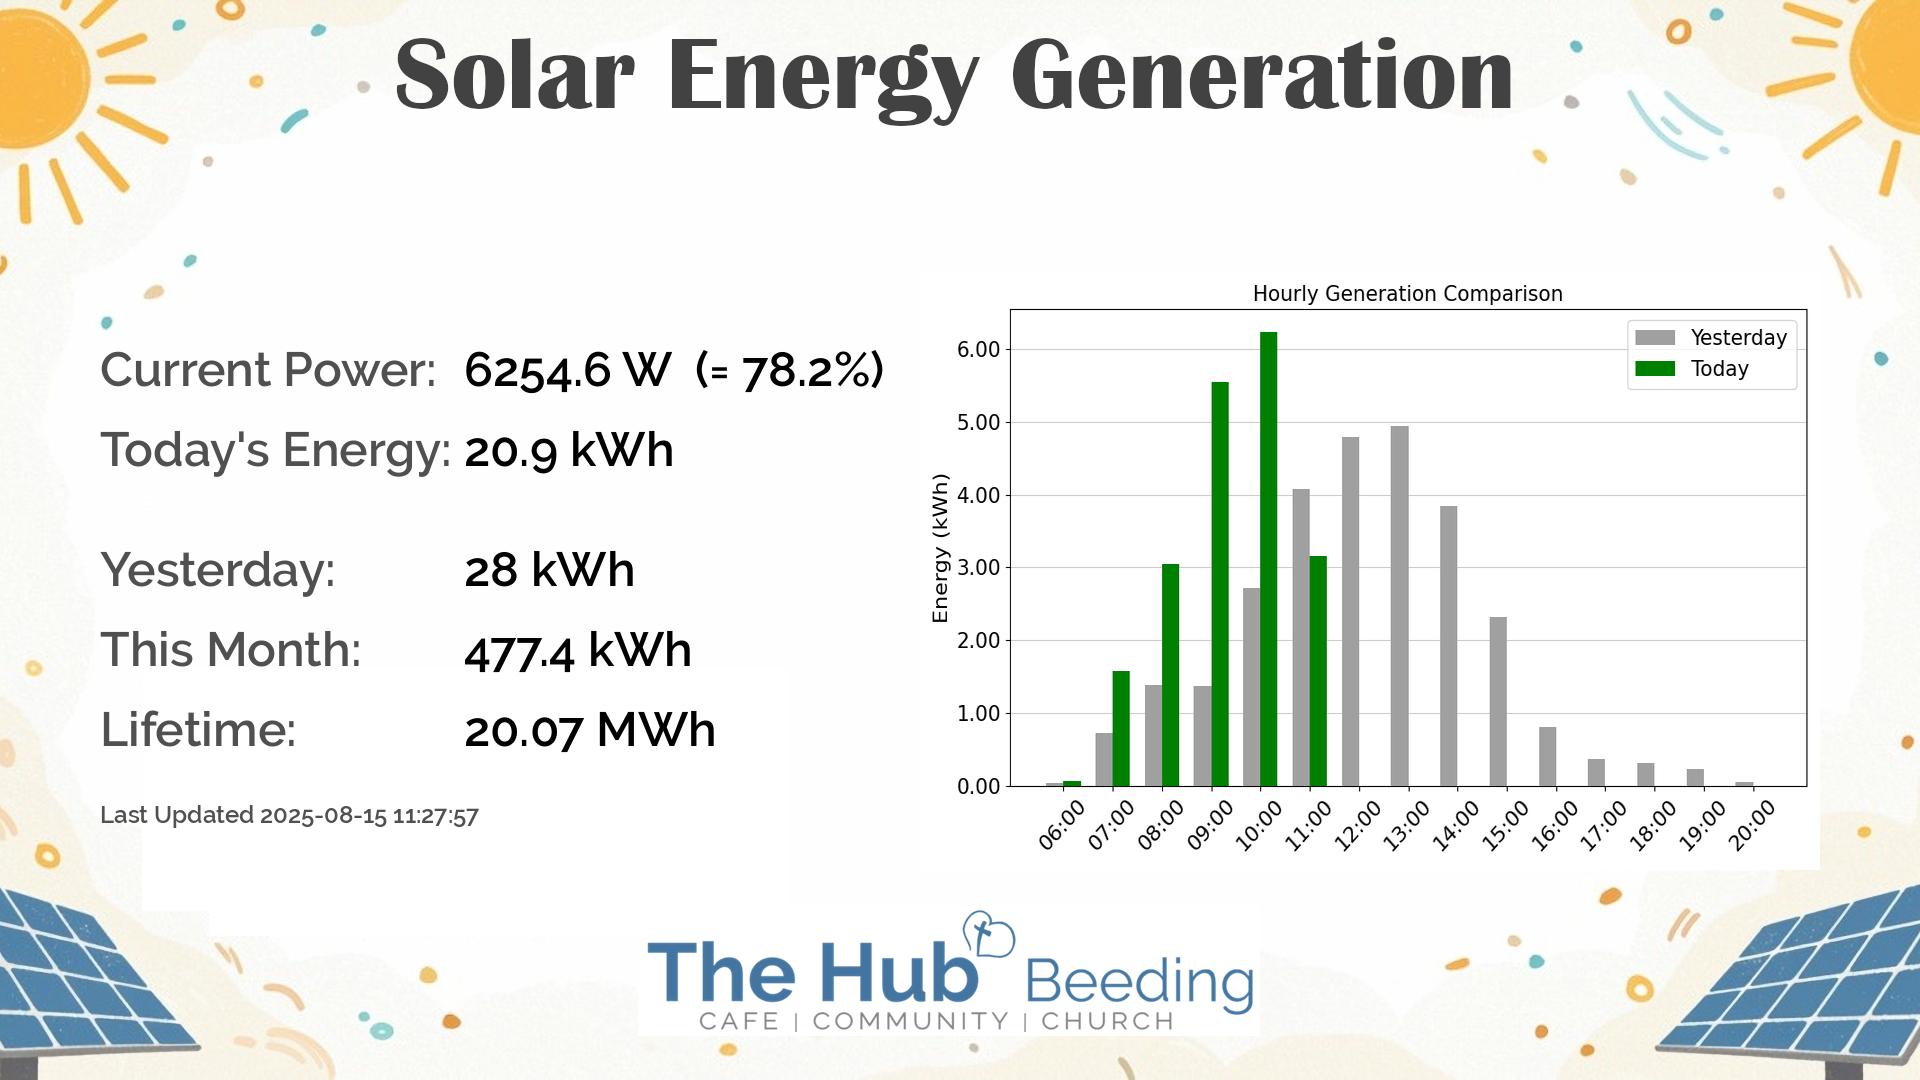 Solar Energy Generation
Current Power: 6254.6 W (= 78.2%)
Today's Energy: 20.9 kWh
Yesterday: 28 kWh
This Month: 477.4 kWh
Lifetime: 20.07 MWh
Last Updated 2025-08-15 11:27:57
Hourly Generation Comparison
Yesterday
Today
Energy (kWh)
6.00
5.00
4.00
3.00
2.00
1.00
0.00
06:00 07:00 08:00 09:00 10:00 11:00 12:00 13:00 14:00 15:00 16:00 17:00 18:00 19:00 20:00
The Hub Beeding
CAFE | COMMUNITY | CHURCH